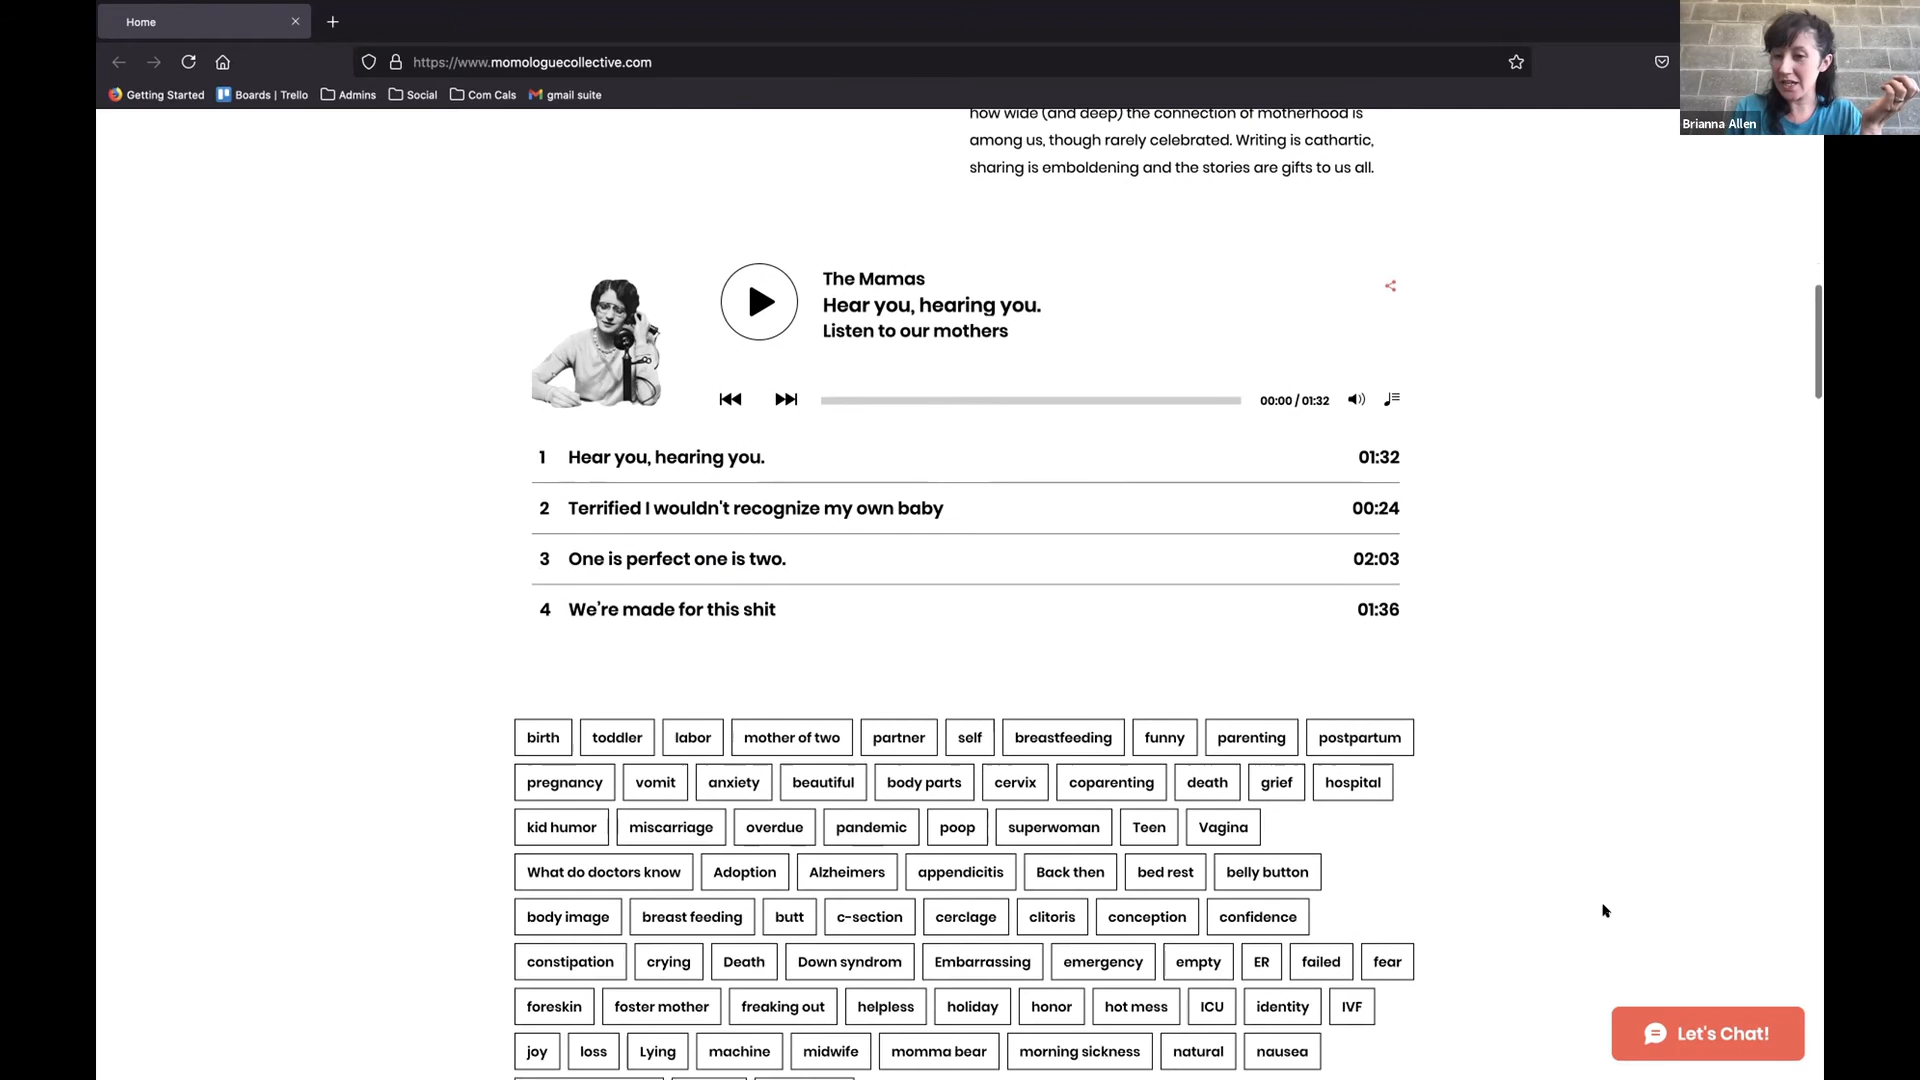 Home
https://www.momologuecollective.com
Getting Started Boards | Trello Admins Social Com Cals gmail suite
Brianna Allen
how wide (and deep) the connection of motherhood is
among us, though rarely celebrated. Writing is cathartic,
sharing is emboldening and the stories are gifts to us all.
The Mamas
Hear you, hearing you.
Listen to our mothers
00:00 / 01:32
1 Hear you, hearing you. 01:32
2 Terrified I wouldn't recognize my own baby 00:24
3 One is perfect one is two. 02:03
4 We're made for this shit 01:36
birth toddler labor mother of two partner self breastfeeding funny parenting postpartum
pregnancy vomit anxiety beautiful body parts cervix coparenting death grief hospital
kid humor miscarriage overdue pandemic poop superwoman Teen Vagina
What do doctors know Adoption Alzheimers appendicitis Back then bed rest belly button
body image breast feeding butt c-section cerclage clitoris conception confidence
constipation crying Death Down syndrom Embarrassing emergency empty ER failed fear
foreskin foster mother freaking out helpless holiday honor hot mess ICU identity IVF
joy loss Lying machine midwife momma bear morning sickness natural nausea
Let's Chat!